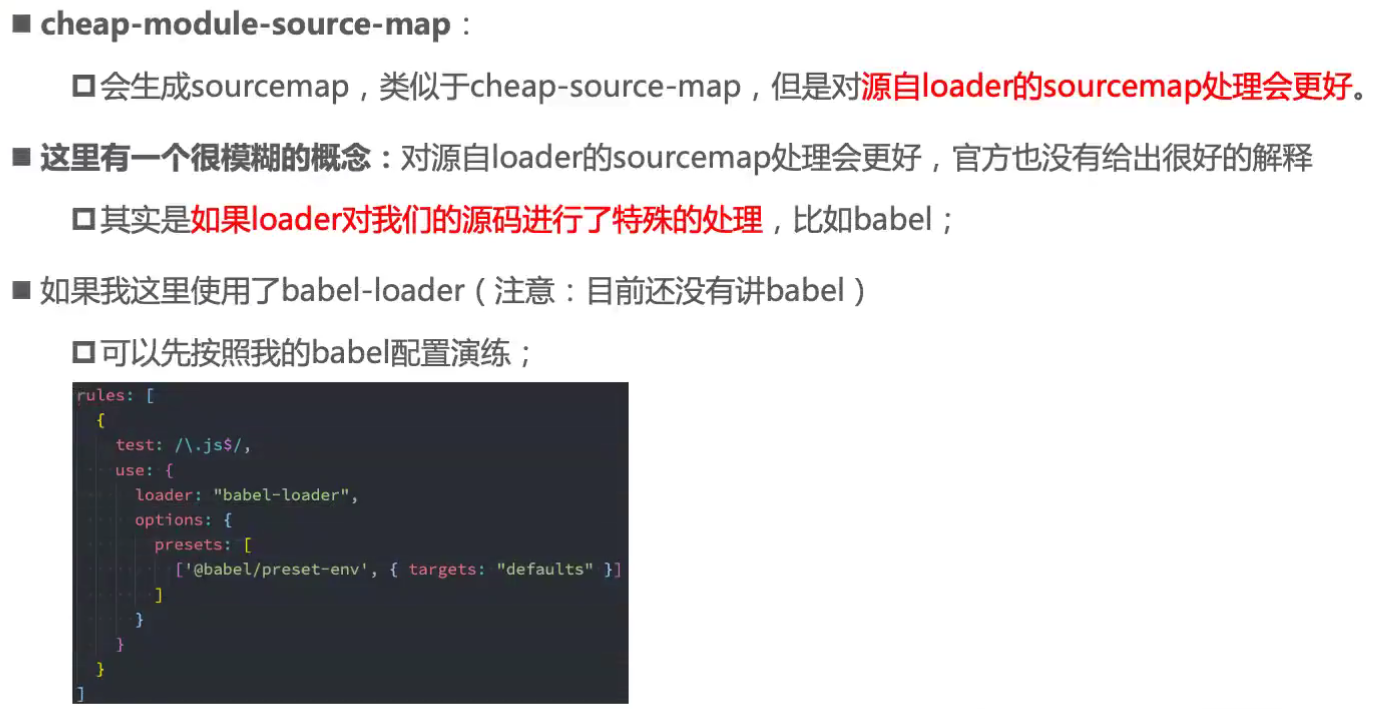 ■ cheap-module-source-map：
□ 会生成sourcemap，类似于cheap-source-map，但是对源自loader的sourcemap处理会更好。
■ 这里有一个很模糊的概念：对源自loader的sourcemap处理会更好，官方也没有给出很好的解释
□ 其实是如果loader对我们的源码进行了特殊的处理，比如babel；
■ 如果我这里使用了babel-loader（注意：目前还没有讲babel）
□ 可以先按照我的babel配置演练；
rules: [
  {
    test: /\.js$/,
    use: {
      loader: "babel-loader",
      options: {
        presets: [
          ['@babel/preset-env', { targets: "defaults" }]
        ]
      }
    }
  }
]